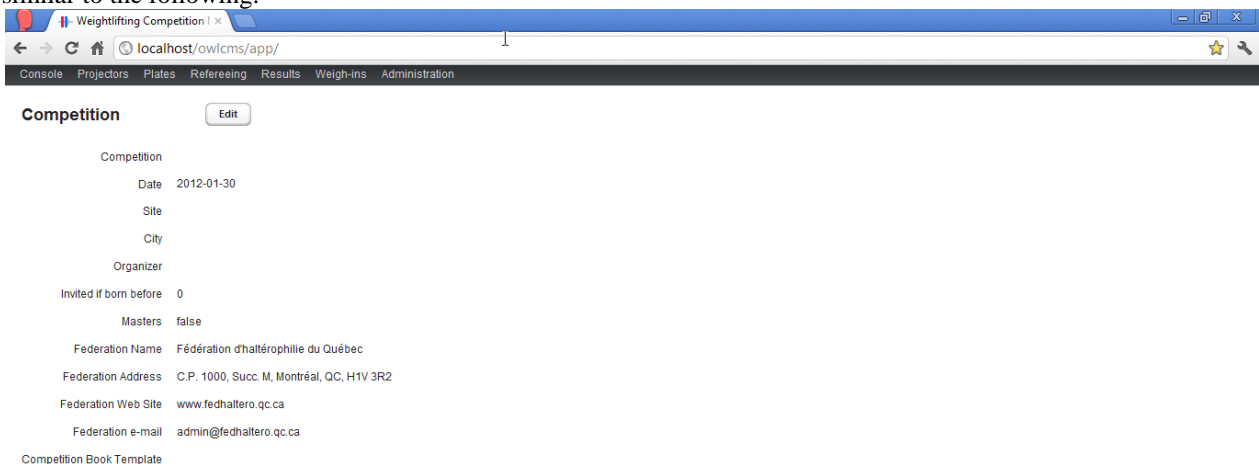 similar to the following:
Weightlifting Competition |
localhost/owlcms/app/
Console Projectors Plates Refereeing Results Weigh-ins Administration
Competition Edit
Competition
Date 2012-01-30
Site
City
Organizer
Invited if born before 0
Masters false
Federation Name Fédération d'haltérophilie du Québec
Federation Address C.P. 1000, Succ. M, Montréal, QC, H1V 3R2
Federation Web Site www.fedhaltero.qc.ca
Federation e-mail admin@fedhaltero.qc.ca
Competition Book Template